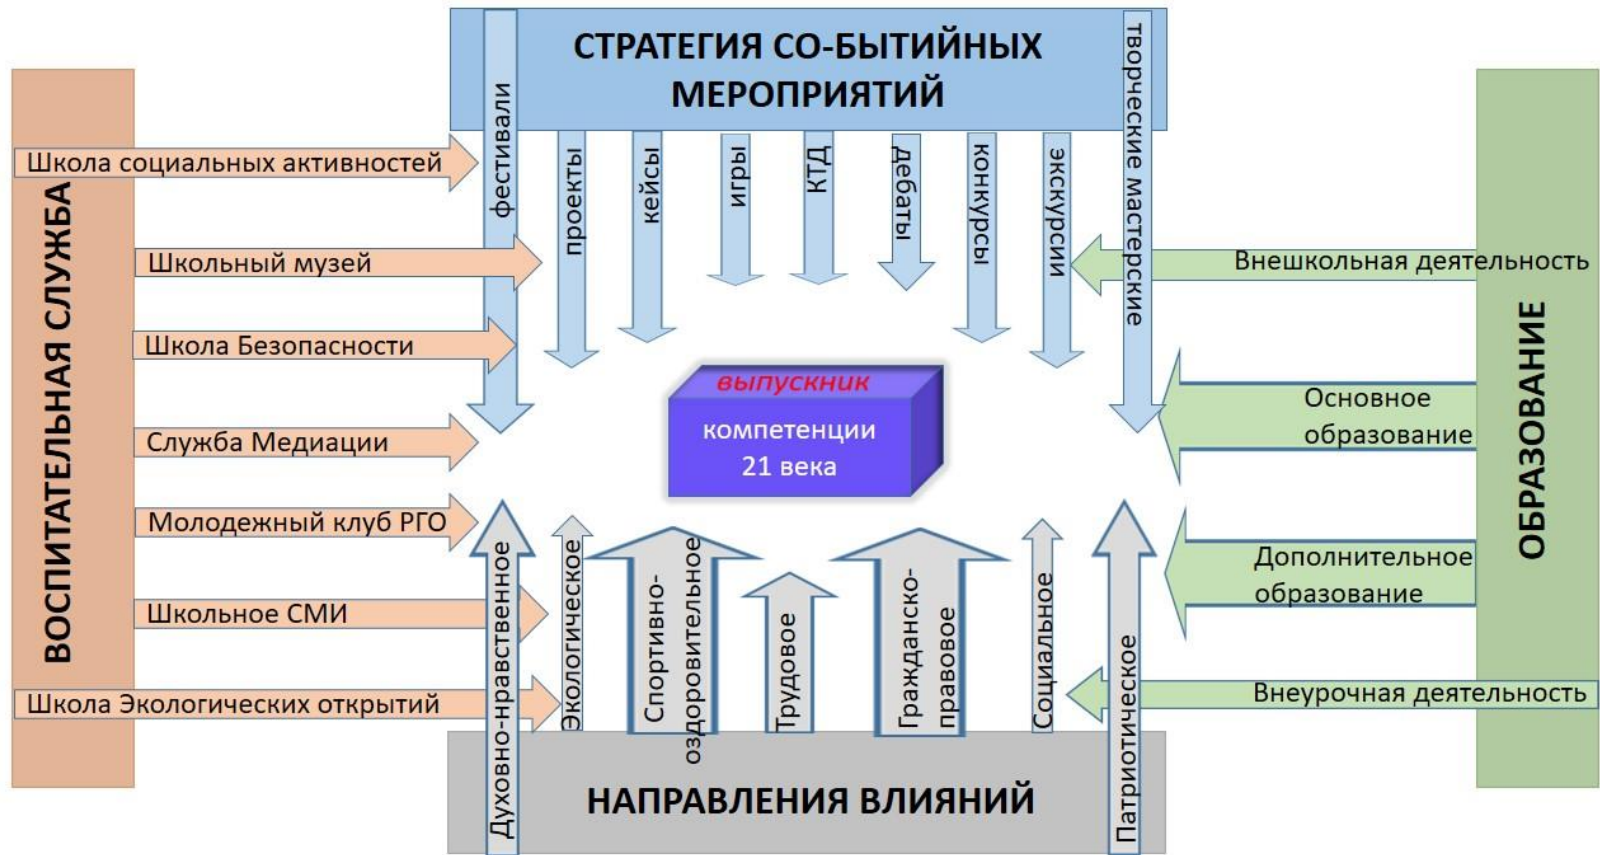 СТРАТЕГИЯ СО-БЫТИЙНЫХ
МЕРОПРИЯТИЙ
фестивали
проекты
кейсы
игры
КТД
дебаты
конкурсы
экскурсии
творческие мастерские
ВОСПИТАТЕЛЬНАЯ СЛУЖБА
Школа социальных активностей
Школьный музей
Школа Безопасности
Служба Медиации
Молодежный клуб РГО
Школьное СМИ
Школа Экологических открытий
выпускник
компетенции
21 века
ОБРАЗОВАНИЕ
Внешкольная деятельность
Основное
образование
Дополнительное
образование
Внеурочная деятельность
Духовно-нравственное
Экологическое
Спортивно-
оздоровительное
Трудовое
Гражданско-
правовое
Социальное
Патриотическое
НАПРАВЛЕНИЯ ВЛИЯНИЙ